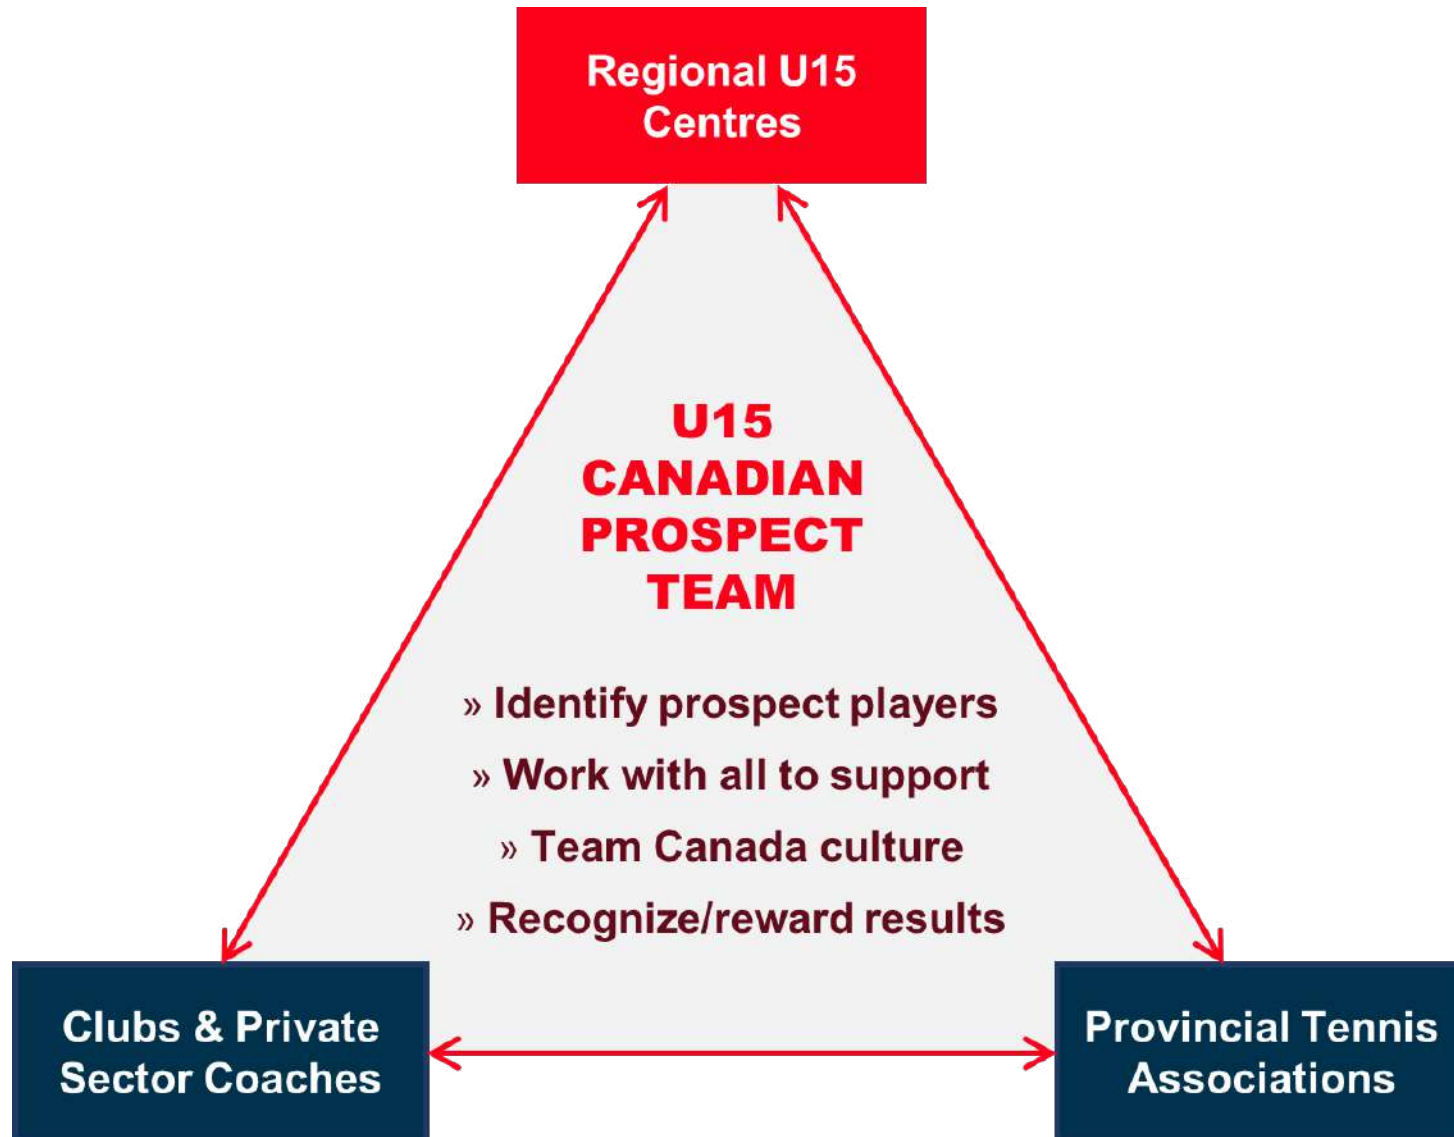 Regional U15
Centres
U15
CANADIAN
PROSPECT
TEAM
» Identify prospect players
» Work with all to support
» Team Canada culture
» Recognize/reward results
Clubs & Private
Sector Coaches
Provincial Tennis
Associations